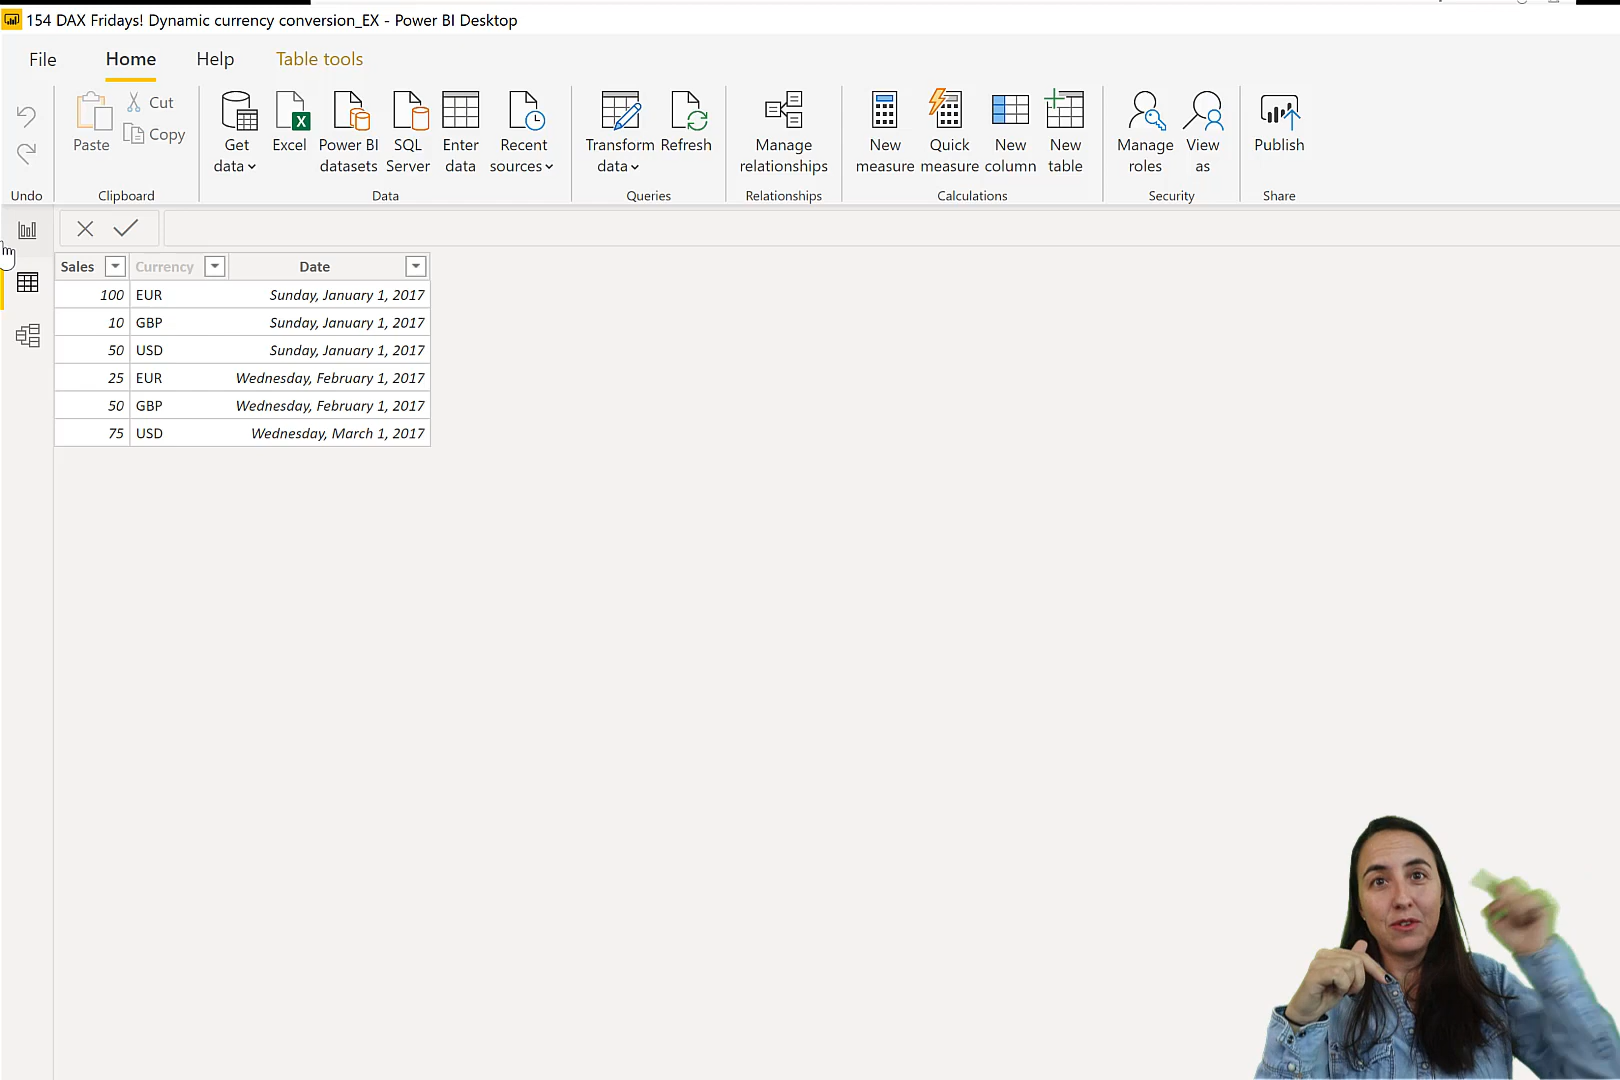 154 DAX Fridays! Dynamic currency conversion_EX - Power BI Desktop
File Home Help Table tools
Paste
Cut
Copy
Get data
Excel
Power BI datasets
SQL Server
Enter data
Recent sources
Transform data
Refresh
Manage relationships
New measure
Quick measure
New column
New table
Manage roles
View as
Publish
Undo Clipboard Data Queries Relationships Calculations Security Share
Sales Currency Date
100 EUR Sunday, January 1, 2017
10 GBP Sunday, January 1, 2017
50 USD Sunday, January 1, 2017
25 EUR Wednesday, February 1, 2017
50 GBP Wednesday, February 1, 2017
75 USD Wednesday, March 1, 2017